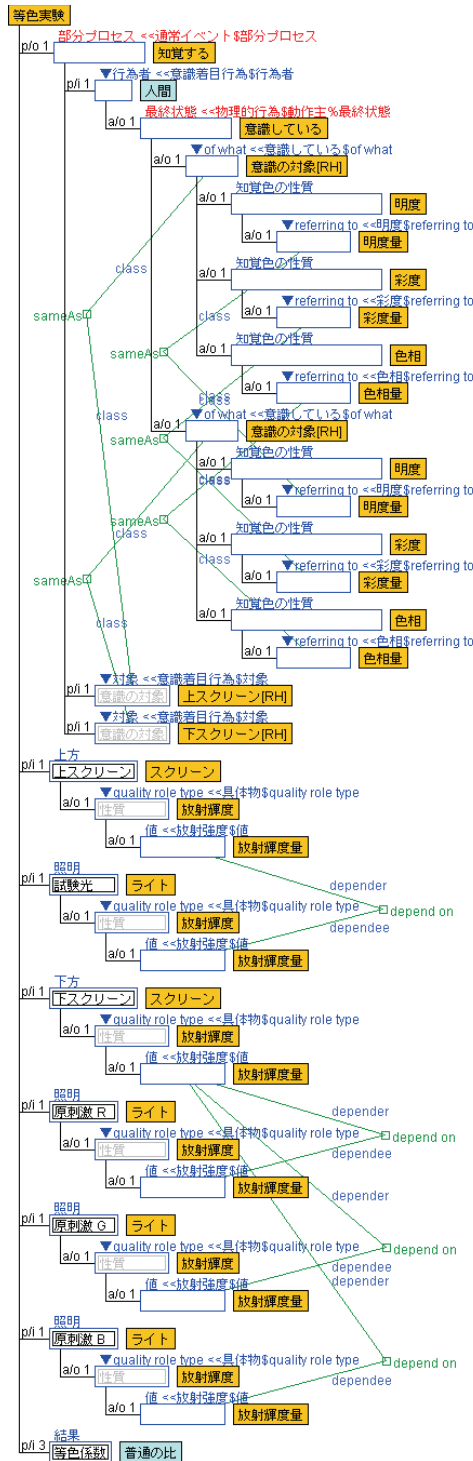 等色実験
部分プロセス <<通常イベント$部分プロセス
p/o 1 知覚する
▼行為者 <<意識着目行為$行為者
p/i 1 人間
最終状態 <<物理的行為$動作主%最終状態
a/o 1 意識している
▼of what <<意識している$of what
a/o 1 意識の対象[RH]
知覚色の性質
a/o 1 明度
▼referring to <<明度$referring to
a/o 1 明度量
class
知覚色の性質
a/o 1 彩度
▼referring to <<彩度$referring to
sameAs class a/o 1 彩度量
知覚色の性質
sameAs a/o 1 色相
▼referring to <<色相$referring to
class a/o 1 色相量
class class
▼of what <<意識している$of what
a/o 1 意識の対象[RH]
sameAs
知覚色の性質
a/o 1 明度
class
class
▼referring to <<明度$referring to
a/o 1 明度量
sameAs
class 知覚色の性質
a/o 1 彩度
▼referring to <<彩度$referring to
sameAs a/o 1 彩度量
知覚色の性質
class a/o 1 色相
▼referring to <<色相$referring to
a/o 1 色相量
▼対象 <<意識着目行為$対象
p/i 1 意識の対象 上スクリーン[RH]
▼対象 <<意識着目行為$対象
p/i 1 意識の対象 下スクリーン[RH]
上方
p/i 1 上スクリーン スクリーン
▼quality role type <<具体物$quality role type
a/o 1 性質 放射輝度
値 <<放射強度$値
a/o 1 放射輝度量
照明
depender
p/i 1 試験光 ライト
▼quality role type <<具体物$quality role type
depend on
a/o 1 性質 放射輝度
dependee
値 <<放射強度$値
a/o 1 放射輝度量
下方
p/i 1 下スクリーン スクリーン
▼quality role type <<具体物$quality role type
a/o 1 性質 放射輝度
値 <<放射強度$値
a/o 1 放射輝度量
照明
p/i 1 原刺激 R ライト
depender
▼quality role type <<具体物$quality role type
depend on
a/o 1 性質 放射輝度
dependee
値 <<放射強度$値
a/o 1 放射輝度量
depender
照明
p/i 1 原刺激 G ライト
▼quality role type <<具体物$quality role type
depend on
a/o 1 性質 放射輝度
dependee
値 <<放射強度$値
depender
a/o 1 放射輝度量
照明
p/i 1 原刺激 B ライト
▼quality role type <<具体物$quality role type
depend on
a/o 1 性質 放射輝度
dependee
値 <<放射強度$値
a/o 1 放射輝度量
結果
p/i 3 等色係数 普通の比